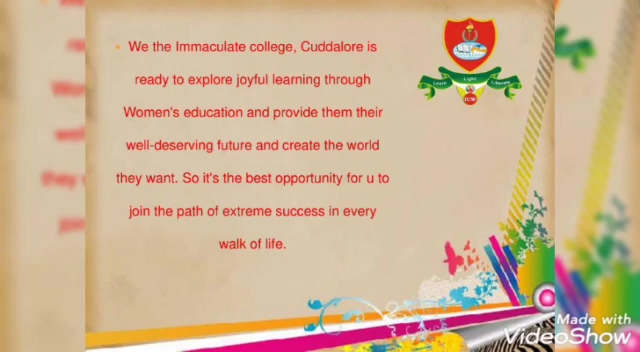 We the Immaculate college, Cuddalore is
ready to explore joyful learning through
Women's education and provide them their
well-deserving future and create the world
they want. So it's the best opportunity for u to
join the path of extreme success in every
walk of life.
Learn Light Liberate
ICW
Made with
VideoShow